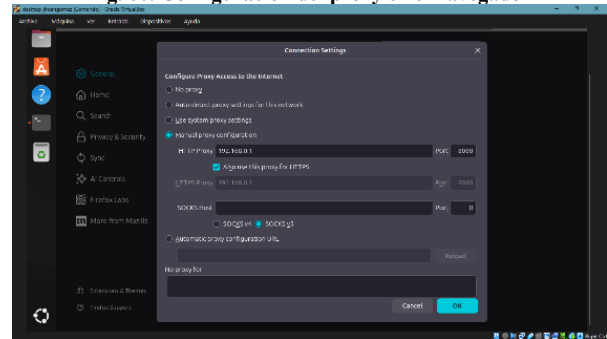 desktop-jhoangomez [Corriendo] - Oracle VirtualBox
Archivo Máquina Ver Entrada Dispositivos Ayuda
Connection Settings
Configure Proxy Access to the Internet
No proxy
Auto-detect proxy settings for this network
Use system proxy settings
Manual proxy configuration
HTTP Proxy 192.168.0.1 Port
Also use this proxy for HTTPS
HTTPS Proxy 192.168.0.1 Port
SOCKS Host Port 0
SOCKS v4 SOCKS v5
Automatic proxy configuration URL
Reload
No proxy for
Cancel OK
General
Home
Search
Privacy & Security
Sync
AI Controls
Firefox Labs
More from Mozilla
Extensions & Themes
Firefox Support